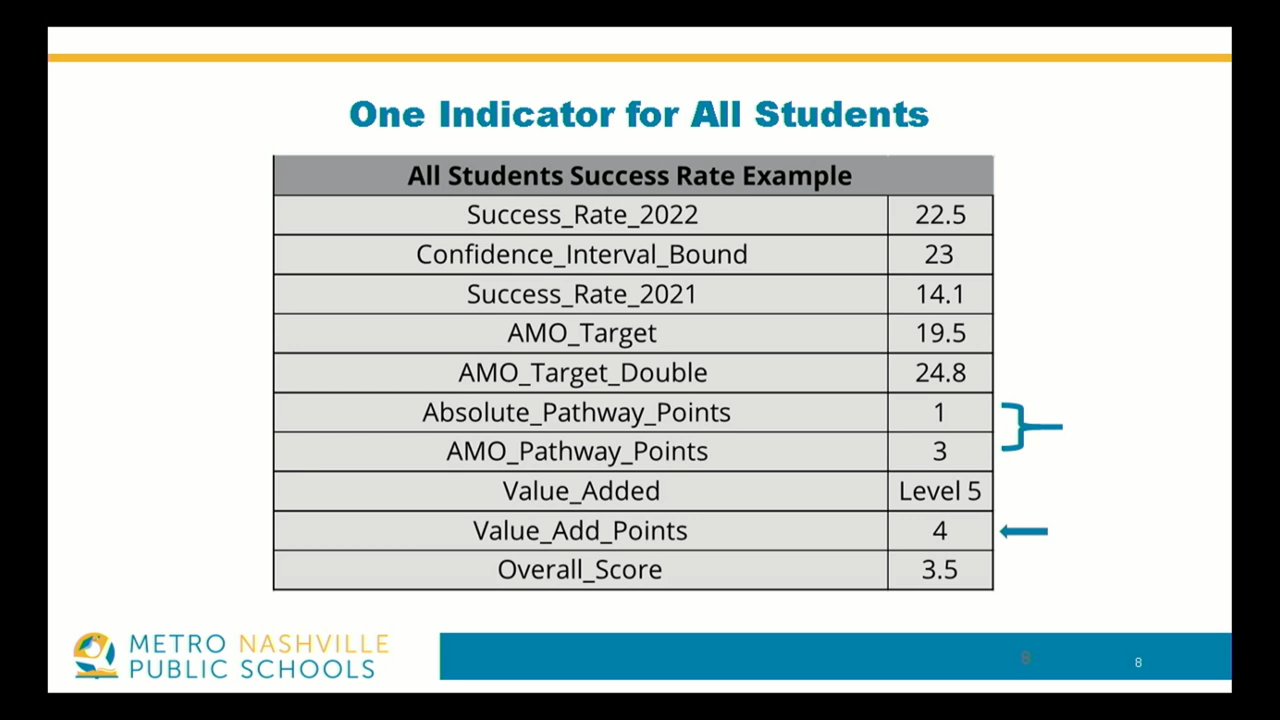 One Indicator for All Students
All Students Success Rate Example
Success_Rate_2022 22.5
Confidence_Interval_Bound 23
Success_Rate_2021 14.1
AMO_Target 19.5
AMO_Target_Double 24.8
Absolute_Pathway_Points 1
AMO_Pathway_Points 3
Value_Added Level 5
Value_Add_Points 4
Overall_Score 3.5
METRO NASHVILLE
PUBLIC SCHOOLS
8 8